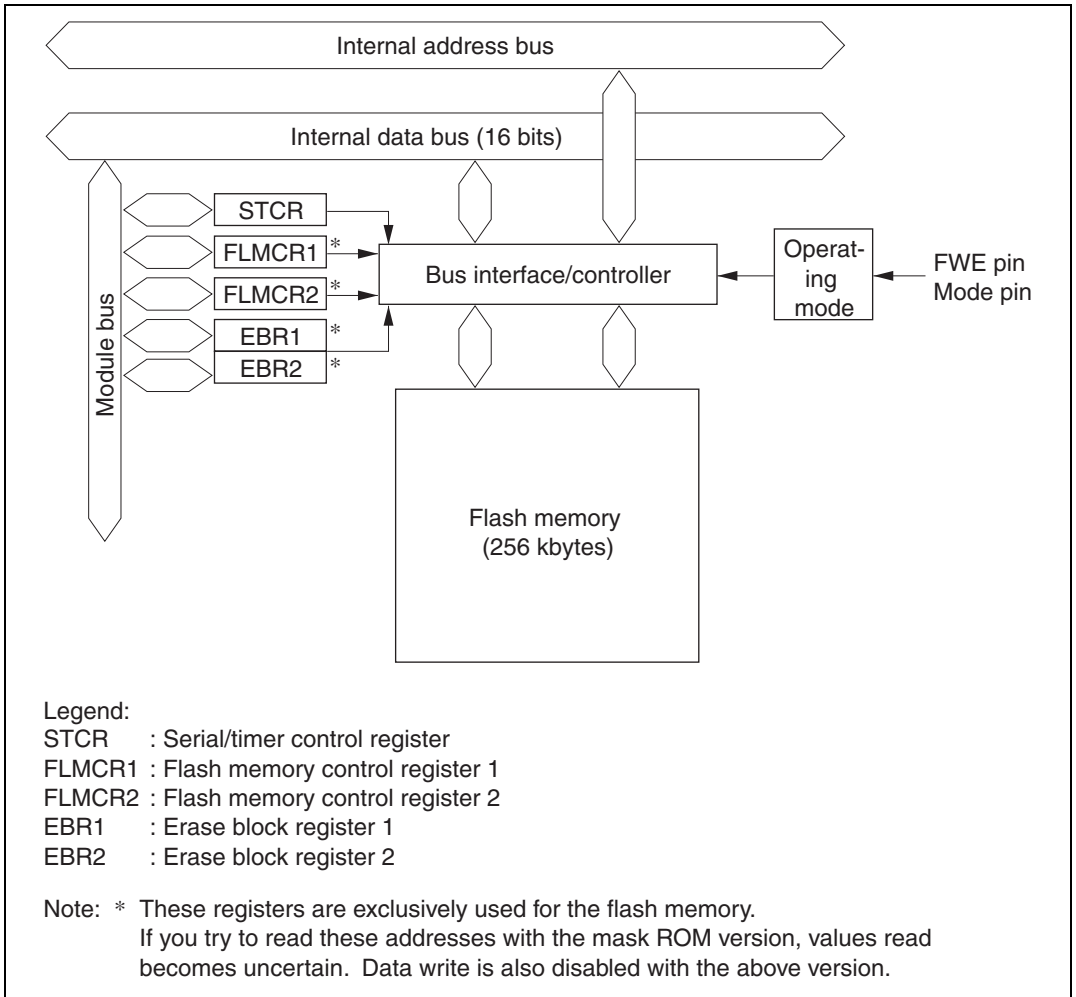 Internal address bus
Internal data bus (16 bits)
Module bus
STCR
FLMCR1 *
FLMCR2 *
EBR1 *
EBR2 *
Bus interface/controller
Operat-
ing
mode
FWE pin
Mode pin
Flash memory
(256 kbytes)
Legend:
STCR : Serial/timer control register
FLMCR1 : Flash memory control register 1
FLMCR2 : Flash memory control register 2
EBR1 : Erase block register 1
EBR2 : Erase block register 2
Note: * These registers are exclusively used for the flash memory.
If you try to read these addresses with the mask ROM version, values read
becomes uncertain. Data write is also disabled with the above version.